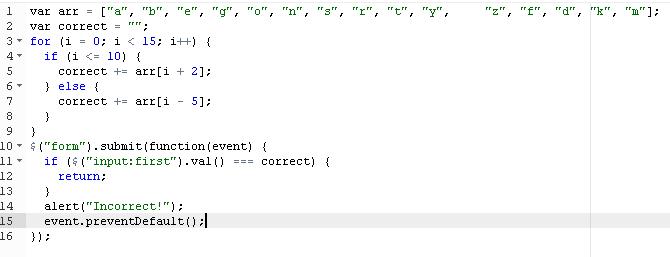 1 var arr = ["a", "b", "e", "g", "o", "n", "s", "r", "t", "y",     "z", "f", "d", "k", "m"];
2 var correct = "";
3 for (i = 0; i < 15; i++) {
4   if (i <= 10) {
5     correct += arr[i + 2];
6   } else {
7     correct += arr[i - 5];
8   }
9 }
10 $("form").submit(function(event) {
11   if ($("input:first").val() === correct) {
12     return;
13   }
14   alert("Incorrect!");
15   event.preventDefault();
16 });